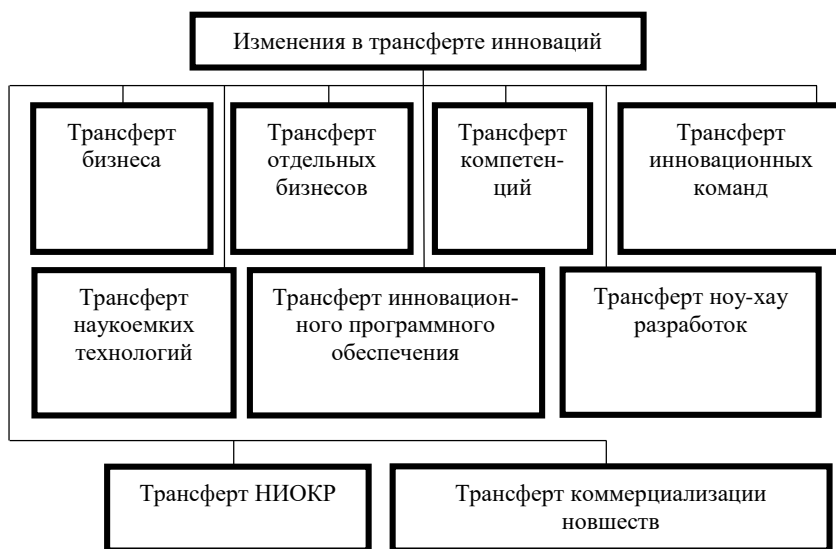 Изменения в трансферте инноваций
Трансферт
бизнеса
Трансферт
отдельных
бизнесов
Трансферт
компетен-
ций
Трансферт
инновационных
команд
Трансферт
наукоемких
технологий
Трансферт инновацион-
ного программного
обеспечения
Трансферт ноу-хау
разработок
Трансферт НИОКР
Трансферт коммерциализации
новшеств